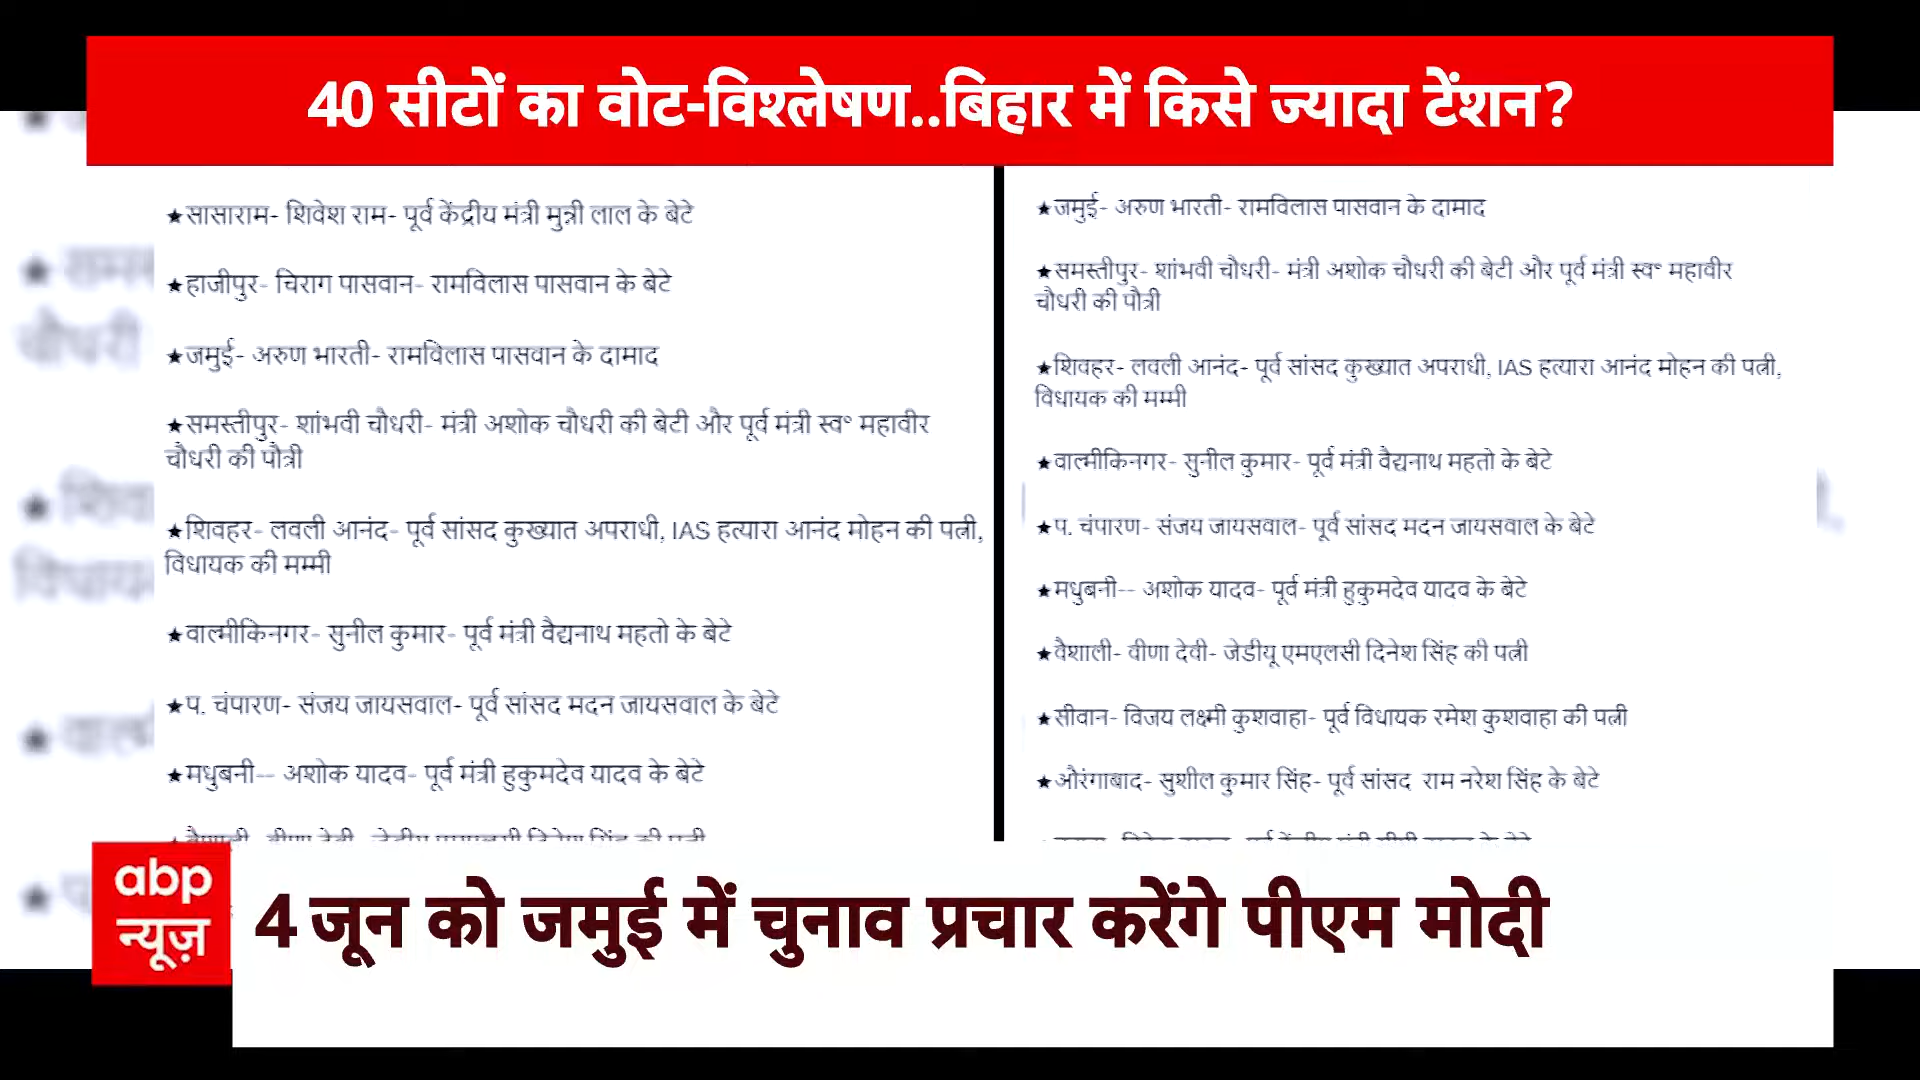 40 सीटों का वोट-विश्लेषण..बिहार में किसे ज्यादा टेंशन?
★सासाराम- शिवेश राम- पूर्व केंद्रीय मंत्री मुन्नी लाल के बेटे
★हाजीपुर- चिराग पासवान- रामविलास पासवान के बेटे
★जमुई- अरुण भारती- रामविलास पासवान के दामाद
★समस्तीपुर- शांभवी चौधरी- मंत्री अशोक चौधरी की बेटी और पूर्व मंत्री स्व॰ महावीर
चौधरी की पौत्री
★शिवहर- लवली आनंद- पूर्व सांसद कुख्यात अपराधी, IAS हत्यारा आनंद मोहन की पत्नी,
विधायक की मम्मी
★वाल्मीकिनगर- सुनील कुमार- पूर्व मंत्री वैद्यनाथ महतो के बेटे
★प. चंपारण- संजय जायसवाल- पूर्व सांसद मदन जायसवाल के बेटे
★मधुबनी-- अशोक यादव- पूर्व मंत्री हुकुमदेव यादव के बेटे
★जमुई- अरुण भारती- रामविलास पासवान के दामाद
★समस्तीपुर- शांभवी चौधरी- मंत्री अशोक चौधरी की बेटी और पूर्व मंत्री स्व॰ महावीर
चौधरी की पौत्री
★शिवहर- लवली आनंद- पूर्व सांसद कुख्यात अपराधी, IAS हत्यारा आनंद मोहन की पत्नी,
विधायक की मम्मी
★वाल्मीकिनगर- सुनील कुमार- पूर्व मंत्री वैद्यनाथ महतो के बेटे
★प. चंपारण- संजय जायसवाल- पूर्व सांसद मदन जायसवाल के बेटे
★मधुबनी-- अशोक यादव- पूर्व मंत्री हुकुमदेव यादव के बेटे
★वैशाली- वीणा देवी- जेडीयू एमएलसी दिनेश सिंह की पत्नी
★सीवान- विजय लक्ष्मी कुशवाहा- पूर्व विधायक रमेश कुशवाहा की पत्नी
★औरंगाबाद- सुशील कुमार सिंह- पूर्व सांसद राम नरेश सिंह के बेटे
abp
न्यूज़
4 जून को जमुई में चुनाव प्रचार करेंगे पीएम मोदी